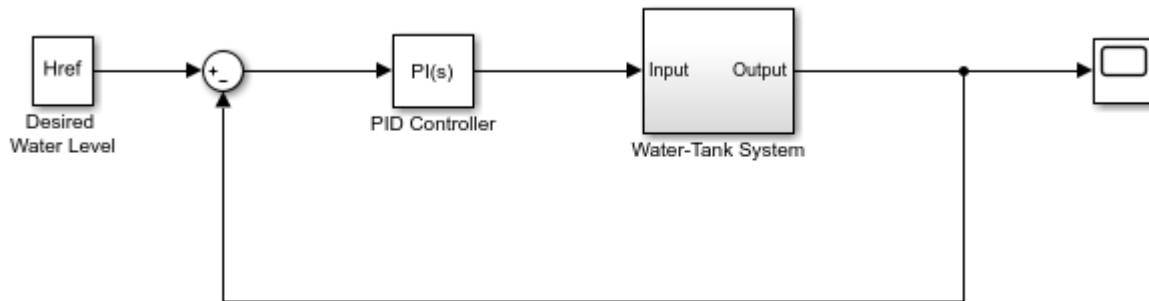 Href
Desired
Water Level
+
-
PI(s)
PID Controller
Input
Output
Water-Tank System